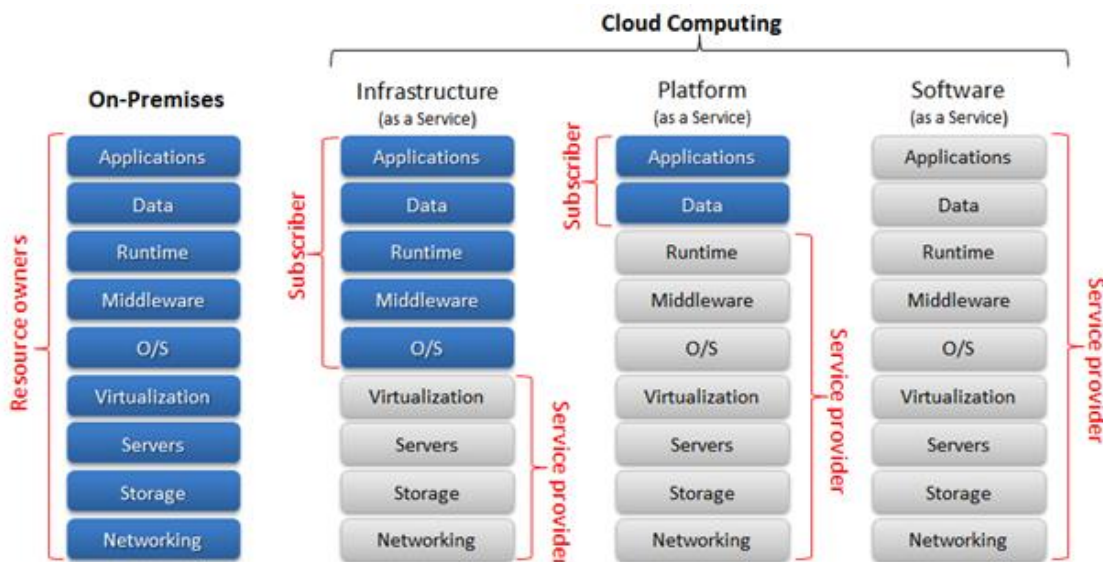 Cloud Computing
On-Premises
Resource owners
Applications
Data
Runtime
Middleware
O/S
Virtualization
Servers
Storage
Networking
Infrastructure
(as a Service)
Subscriber
Applications
Data
Runtime
Middleware
O/S
Virtualization
Servers
Storage
Networking
Service provider
Platform
(as a Service)
Subscriber
Applications
Data
Runtime
Middleware
O/S
Virtualization
Servers
Storage
Networking
Service provider
Software
(as a Service)
Applications
Data
Runtime
Middleware
O/S
Virtualization
Servers
Storage
Networking
Service provider